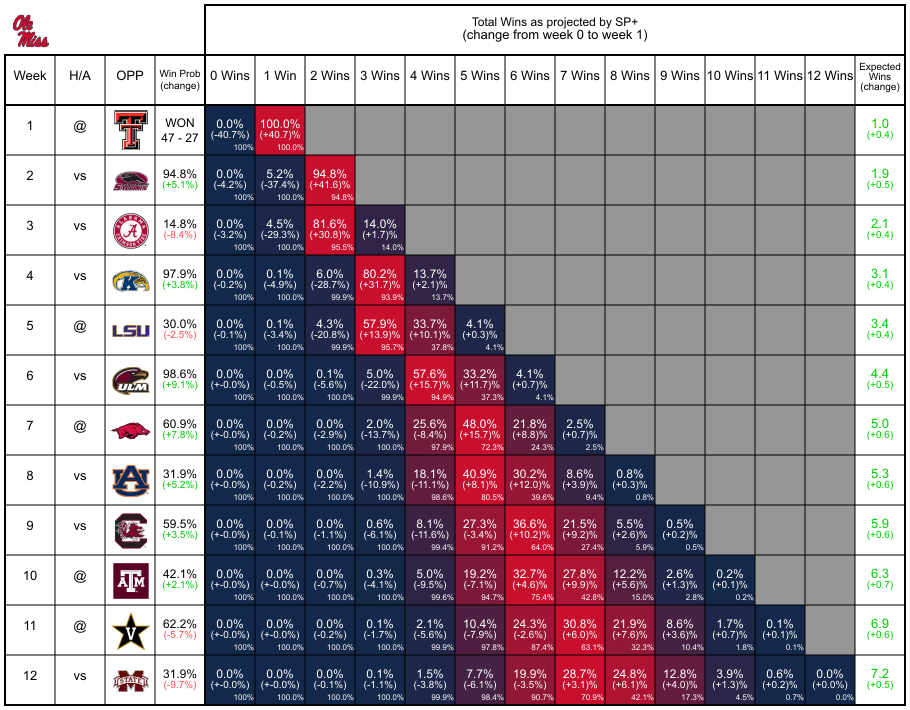 Ole
Miss
Total Wins as projected by SP+
(change from week 0 to week 1)
Week H/A OPP Win Prob (change) 0 Wins 1 Win 2 Wins 3 Wins 4 Wins 5 Wins 6 Wins 7 Wins 8 Wins 9 Wins 10 Wins 11 Wins 12 Wins Expected Wins (change)
1 @ T WON 0.0% 100.0% 1.0
47 - 27 (-40.7%) (+40.7)% (+0.4)
100% 100.0%
2 vs 94.8% 0.0% 5.2% 94.8% 1.9
(+5.1%) (-4.2%) (-37.4%) (+41.6)% (+0.5)
100% 100.0% 94.8%
3 vs A 14.8% 0.0% 4.5% 81.6% 14.0% 2.1
(-8.4%) (-3.2%) (-29.3%) (+30.8)% (+1.7)% (+0.4)
100% 100.0% 95.5% 14.0%
4 vs K 97.9% 0.0% 0.1% 6.0% 80.2% 13.7% 3.1
(+3.8%) (-0.2%) (-4.9%) (-28.7%) (+31.7)% (+2.1)% (+0.4)
100% 100.0% 99.9% 93.9% 13.7%
5 @ LSU 30.0% 0.0% 0.1% 4.3% 57.9% 33.7% 4.1% 3.4
(-2.5%) (-0.1%) (-3.4%) (-20.8%) (+13.9)% (+10.1)% (+0.3)% (+0.4)
100% 100.0% 99.9% 95.7% 37.8% 4.1%
6 vs ULM 98.6% 0.0% 0.0% 0.1% 5.0% 57.6% 33.2% 4.1% 4.4
(+9.1%) (+-0.0%) (-0.5%) (-5.6%) (-22.0%) (+15.7)% (+11.7)% (+0.7)% (+0.5)
100% 100.0% 100.0% 99.9% 94.9% 37.3% 4.1%
7 @ 60.9% 0.0% 0.0% 0.0% 2.0% 25.6% 48.0% 21.8% 2.5% 5.0
(+7.8%) (+-0.0%) (-0.2%) (-2.9%) (-13.7%) (-8.4%) (+15.7)% (+8.8)% (+0.7)% (+0.6)
100% 100.0% 100.0% 100.0% 97.9% 72.3% 24.3% 2.5%
8 vs AU 31.9% 0.0% 0.0% 0.0% 1.4% 18.1% 40.9% 30.2% 8.6% 0.8% 5.3
(+5.2%) (+-0.0%) (-0.2%) (-2.2%) (-10.9%) (-11.1%) (+8.1)% (+12.0)% (+3.9)% (+0.3)% (+0.6)
100% 100.0% 100.0% 100.0% 98.6% 80.5% 39.6% 9.4% 0.8%
9 vs C 59.5% 0.0% 0.0% 0.0% 0.6% 8.1% 27.3% 36.6% 21.5% 5.5% 0.5% 5.9
(+3.5%) (+-0.0%) (-0.1%) (-1.1%) (-6.1%) (-11.6%) (-3.4%) (+10.2)% (+9.2)% (+2.6)% (+0.2)% (+0.6)
100% 100.0% 100.0% 100.0% 99.4% 91.2% 64.0% 27.4% 5.9% 0.5%
10 @ ATM 42.1% 0.0% 0.0% 0.0% 0.3% 5.0% 19.2% 32.7% 27.8% 12.2% 2.6% 0.2% 6.3
(+2.1%) (+-0.0%) (+-0.0%) (-0.7%) (-4.1%) (-9.5%) (-7.1%) (+4.6)% (+9.9)% (+5.6)% (+1.3)% (+0.1)% (+0.7)
100% 100.0% 100.0% 100.0% 99.6% 94.7% 75.4% 42.8% 15.0% 2.8% 0.2%
11 @ V 62.2% 0.0% 0.0% 0.0% 0.1% 2.1% 10.4% 24.3% 30.8% 21.9% 8.6% 1.7% 0.1% 6.9
(-5.7%) (+-0.0%) (+-0.0%) (-0.2%) (-1.7%) (-5.6%) (-7.9%) (-2.6%) (+6.0)% (+7.6)% (+3.6)% (+0.7)% (+0.1)% (+0.6)
100% 100.0% 100.0% 100.0% 99.9% 97.8% 87.4% 63.1% 32.3% 10.4% 1.8% 0.1%
12 vs STATE 31.9% 0.0% 0.0% 0.0% 0.1% 1.5% 7.7% 19.9% 28.7% 24.8% 12.8% 3.9% 0.6% 0.0% 7.2
(-9.7%) (+-0.0%) (+-0.0%) (-0.1%) (-1.1%) (-3.8%) (-6.1%) (-3.5%) (+3.1)% (+6.1)% (+4.0)% (+1.3)% (+0.2)% (+0.0)% (+0.5)
100% 100.0% 100.0% 100.0% 99.9% 98.4% 90.7% 70.9% 42.1% 17.3% 4.5% 0.7% 0.0%